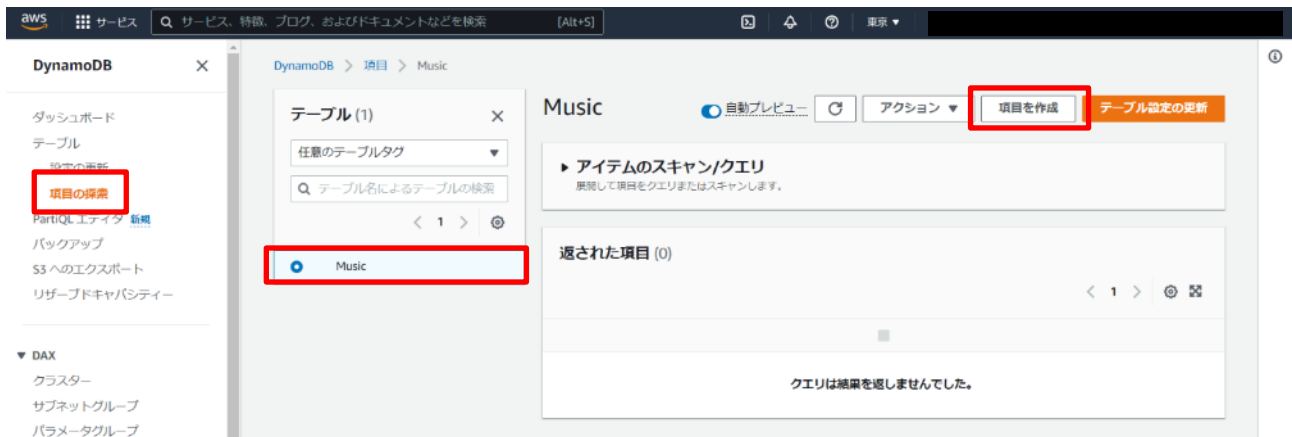 aws サービス サービス、特徴、ブログ、およびドキュメントなどを検索 [Alt+S] 東京 ▼
DynamoDB
ダッシュボード
テーブル
設定の更新
項目の探索
PartiQL エディタ 新規
バックアップ
S3 へのエクスポート
リザーブドキャパシティー
▼ DAX
クラスター
サブネットグループ
パラメータグループ
DynamoDB > 項目 > Music
テーブル (1)
任意のテーブルタグ ▼
テーブル名によるテーブルの検索
< 1 >
Music
Music
自動プレビュー
アクション ▼
項目を作成
テーブル設定の更新
▶ アイテムのスキャン/クエリ
展開して項目をクエリまたはスキャンします。
返された項目 (0)
< 1 >
クエリは結果を返しませんでした。